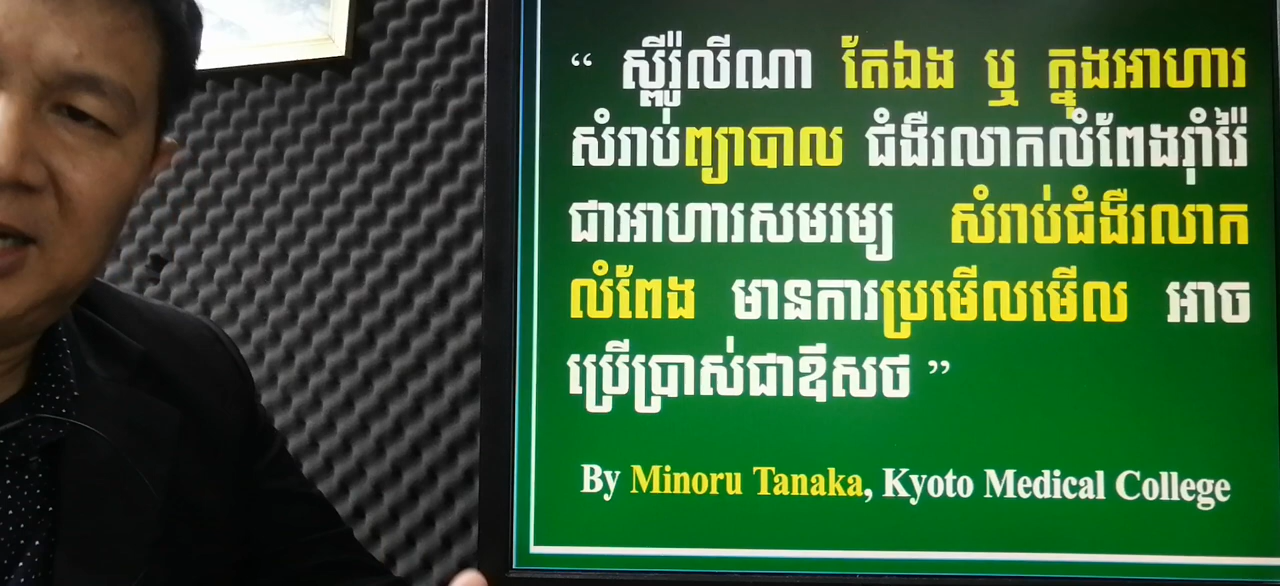 “ ស្ពីរ៉ូលីណា តែឯង ឬ ក្នុងអាហារ
សំរាប់ព្យាបាល ជំងឺរលាកលំពែងរ៉ាំរ៉ៃ
ជាអាហារសមរម្យ សំរាប់ជំងឺរលាក
លំពែង មានការប្រមើលមើល អាច
ប្រើប្រាស់ជាឪសថ ”
By Minoru Tanaka, Kyoto Medical College